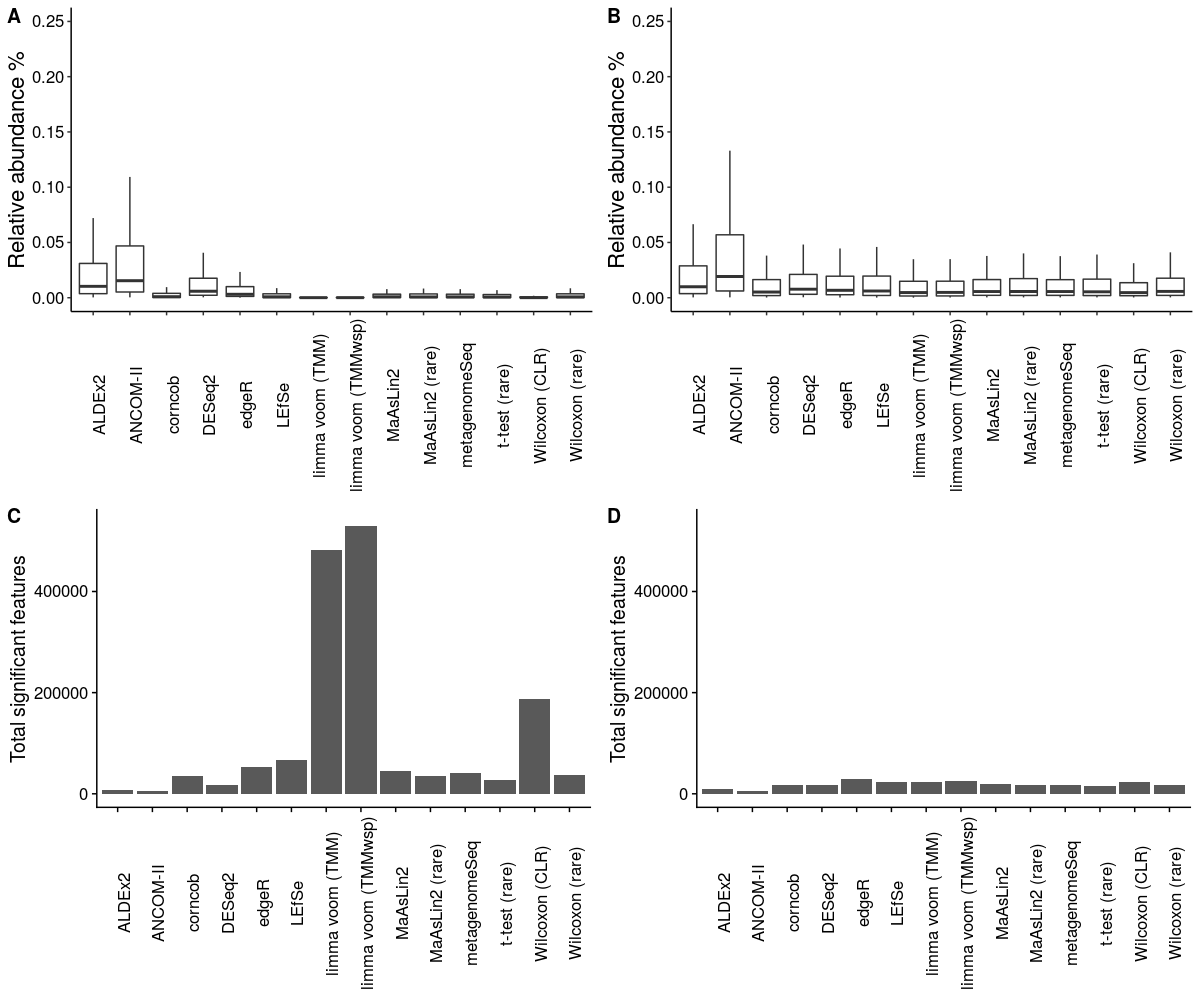 A
Relative abundance %
0.25
0.20
0.15
0.10
0.05
0.00
ALDEx2
ANCOM-II
corncob
DESeq2
edgeR
LEfSe
limma voom (TMM)
limma voom (TMMwsp)
MaAsLin2
MaAsLin2 (rare)
metagenomeSeq
t-test (rare)
Wilcoxon (CLR)
Wilcoxon (rare)
B
Relative abundance %
0.25
0.20
0.15
0.10
0.05
0.00
ALDEx2
ANCOM-II
corncob
DESeq2
edgeR
LEfSe
limma voom (TMM)
limma voom (TMMwsp)
MaAsLin2
MaAsLin2 (rare)
metagenomeSeq
t-test (rare)
Wilcoxon (CLR)
Wilcoxon (rare)
C
Total significant features
400000
200000
0
ALDEx2
ANCOM-II
corncob
DESeq2
edgeR
LEfSe
limma voom (TMM)
limma voom (TMMwsp)
MaAsLin2
MaAsLin2 (rare)
metagenomeSeq
t-test (rare)
Wilcoxon (CLR)
Wilcoxon (rare)
D
Total significant features
400000
200000
0
ALDEx2
ANCOM-II
corncob
DESeq2
edgeR
LEfSe
limma voom (TMM)
limma voom (TMMwsp)
MaAsLin2
MaAsLin2 (rare)
metagenomeSeq
t-test (rare)
Wilcoxon (CLR)
Wilcoxon (rare)